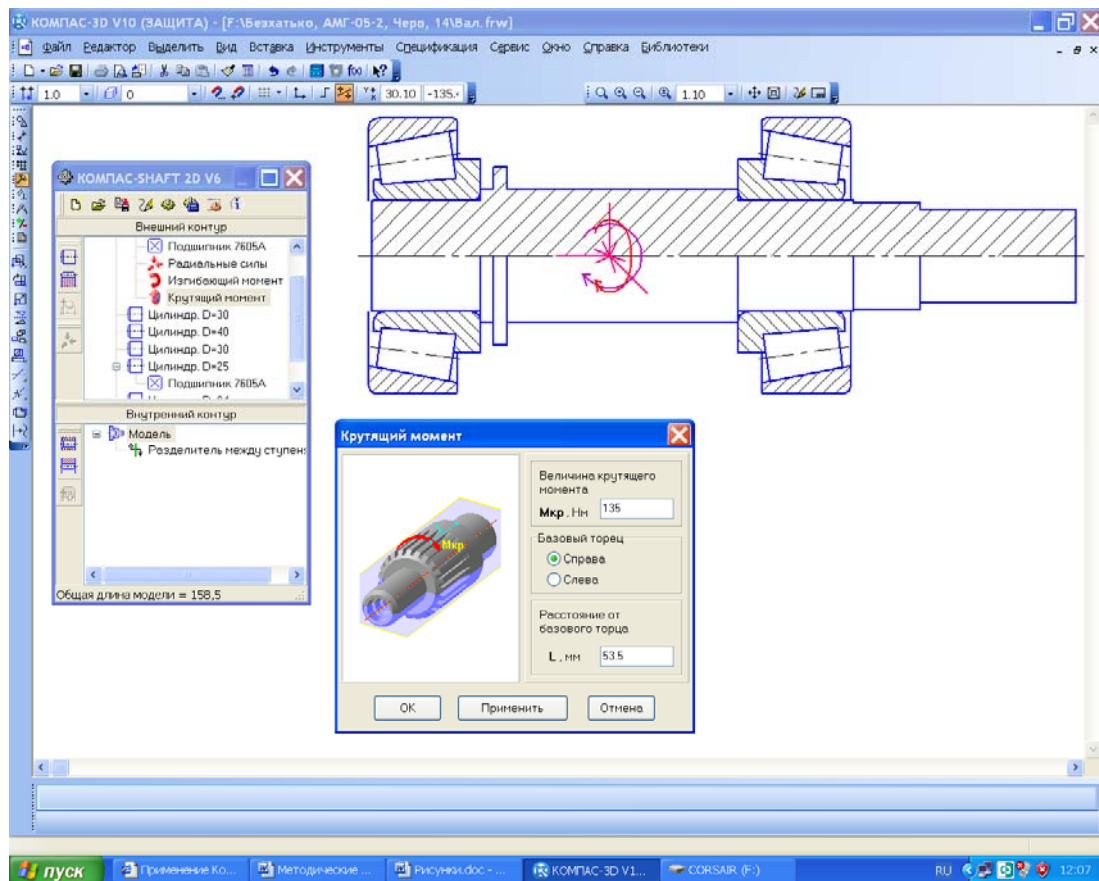 КОМПАС-3D V10 (ЗАЩИТА) - [F:\Безхатько, АМГ-05-2, Черв, 14\Вал.frw]
Файл Редактор Выделить Вид Вставка Инструменты Спецификация Сервис Окно Справка Библиотеки
1.0 0 30.10 -135. 1.10
КОМПАС-SHAFT 2D V6
Внешний контур
Подшипник 7605А
Радиальные силы
Изгибающий момент
Крутящий момент
Цилиндр. D=30
Цилиндр. D=40
Цилиндр. D=30
Цилиндр. D=25
Подшипник 7605А
Внутренний контур
Модель
Разделитель между ступен
Общая длина модели = 158,5
Крутящий момент
Мкр
Величина крутящего
момента
Мкр , Нм 135
Базовый торец
Справа
Слева
Расстояние от
базового торца
L , мм 53.5
ОК Применить Отмена
пуск Применение Ко... Методические ... Рисунки.doc - ... КОМПАС-3D V1... CORSAIR (F:) RU 12:07